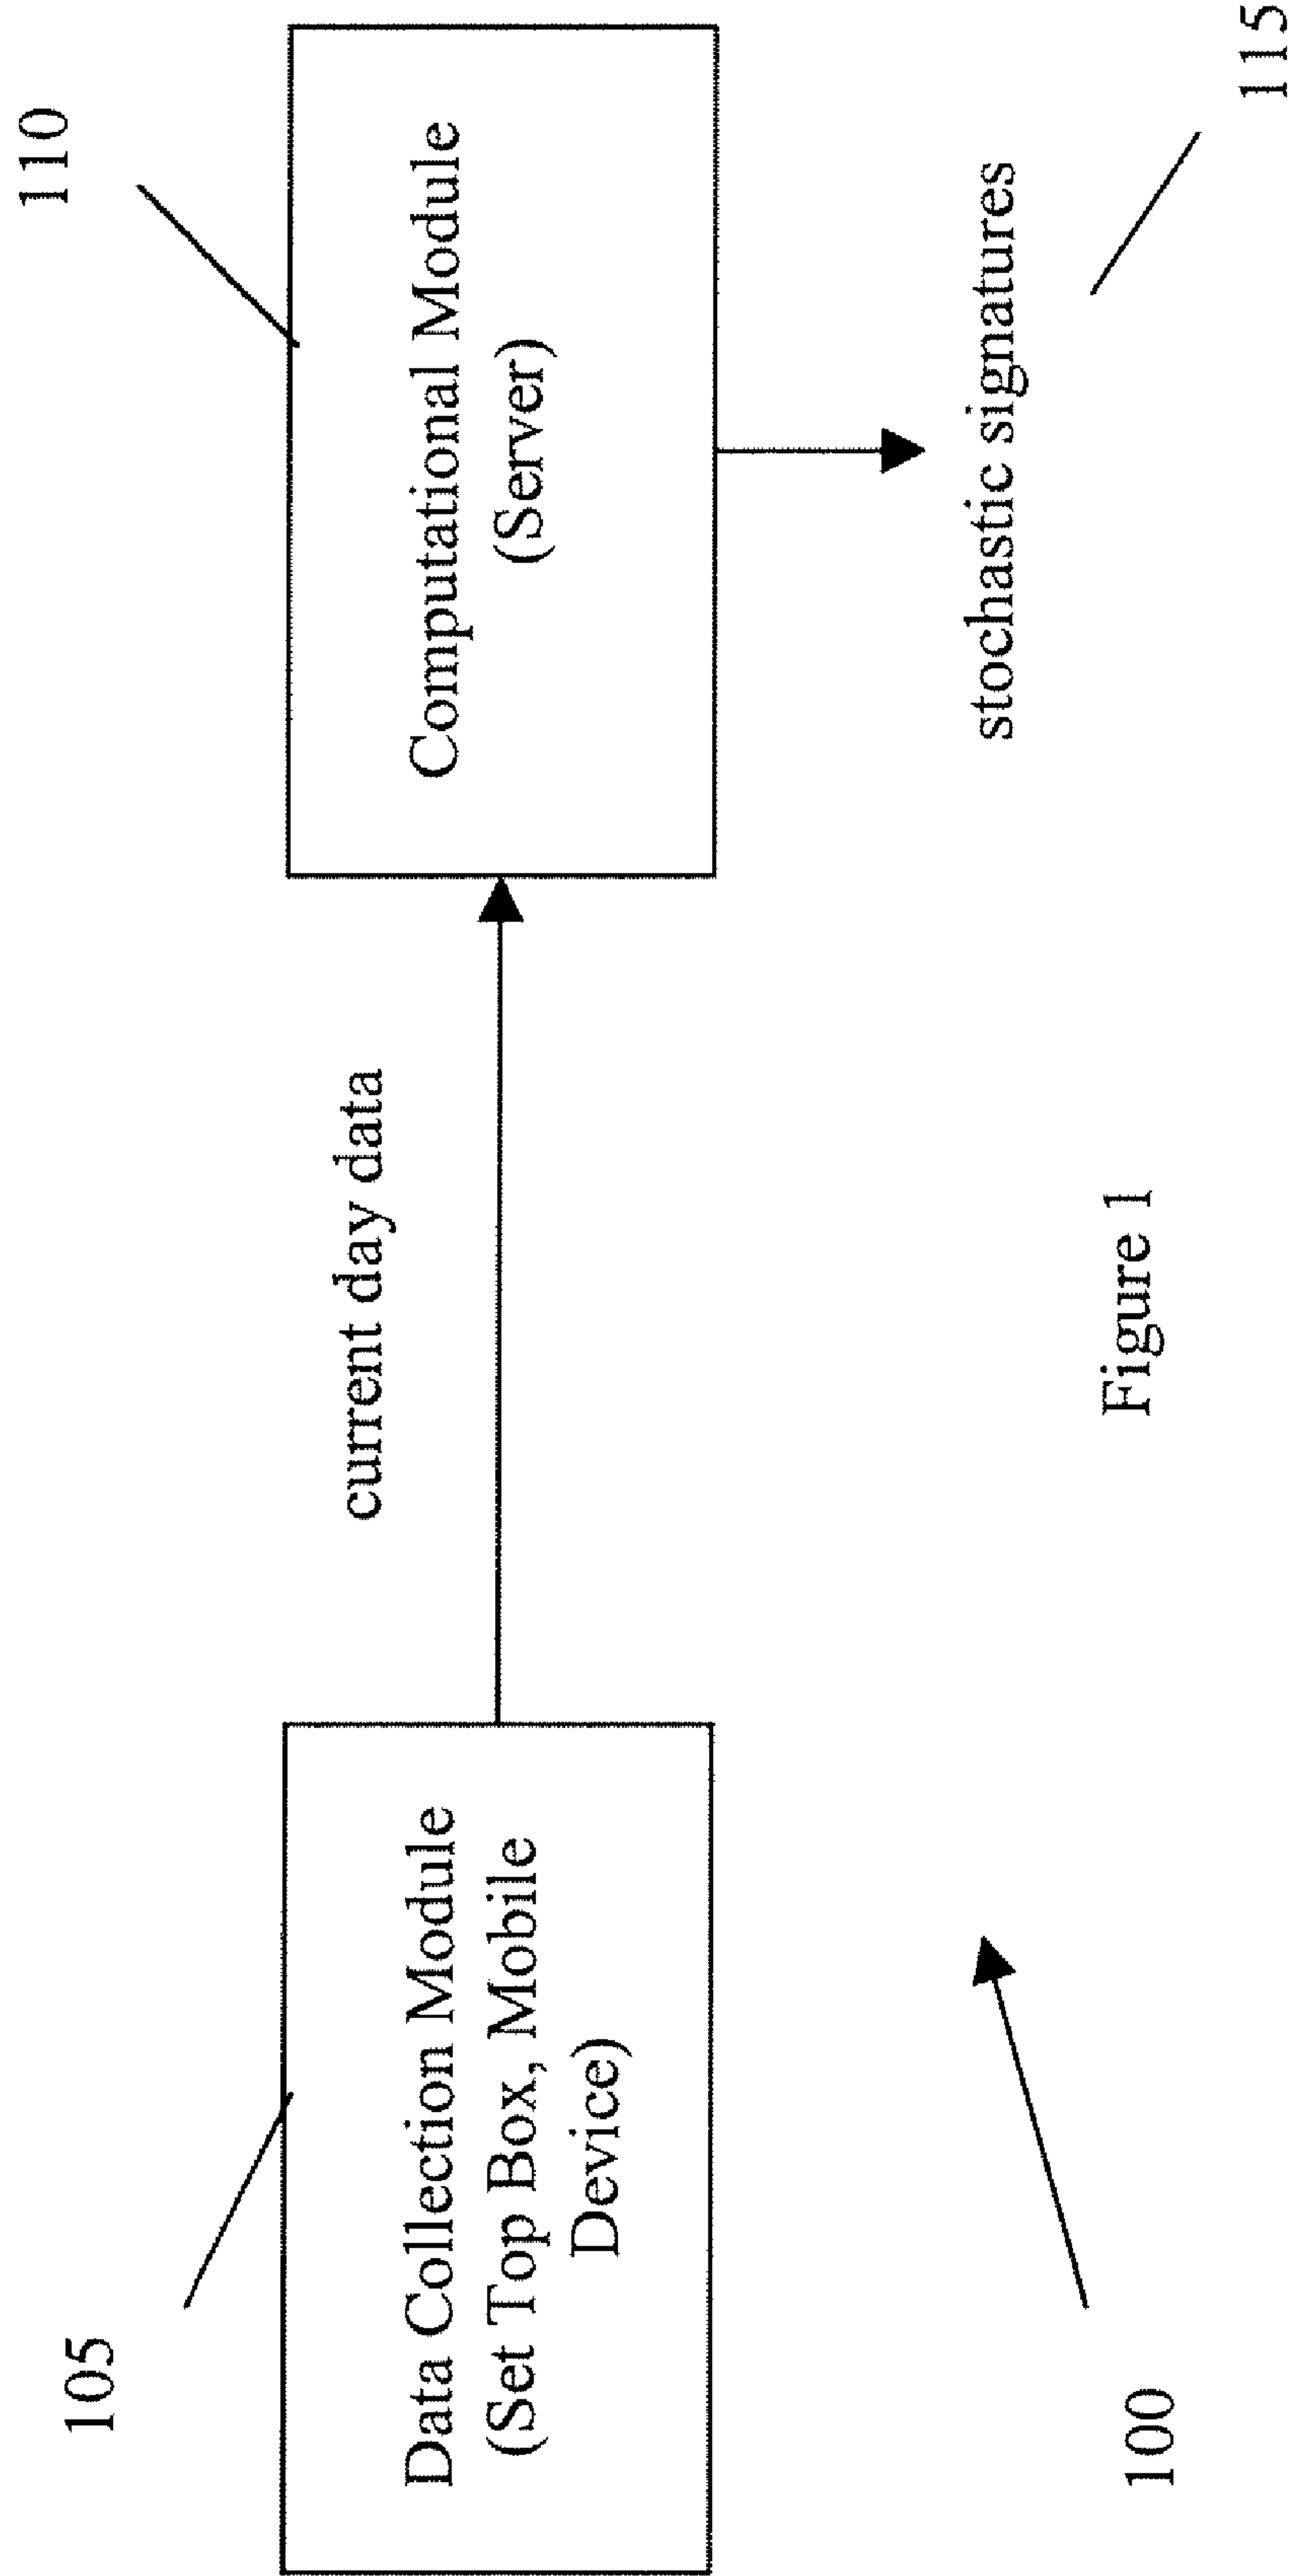 110
105
current day data
Data Collection Module
(Set Top Box, Mobile
Device)
Computational Module
(Server)
stochastic signatures
115
100
Figure 1